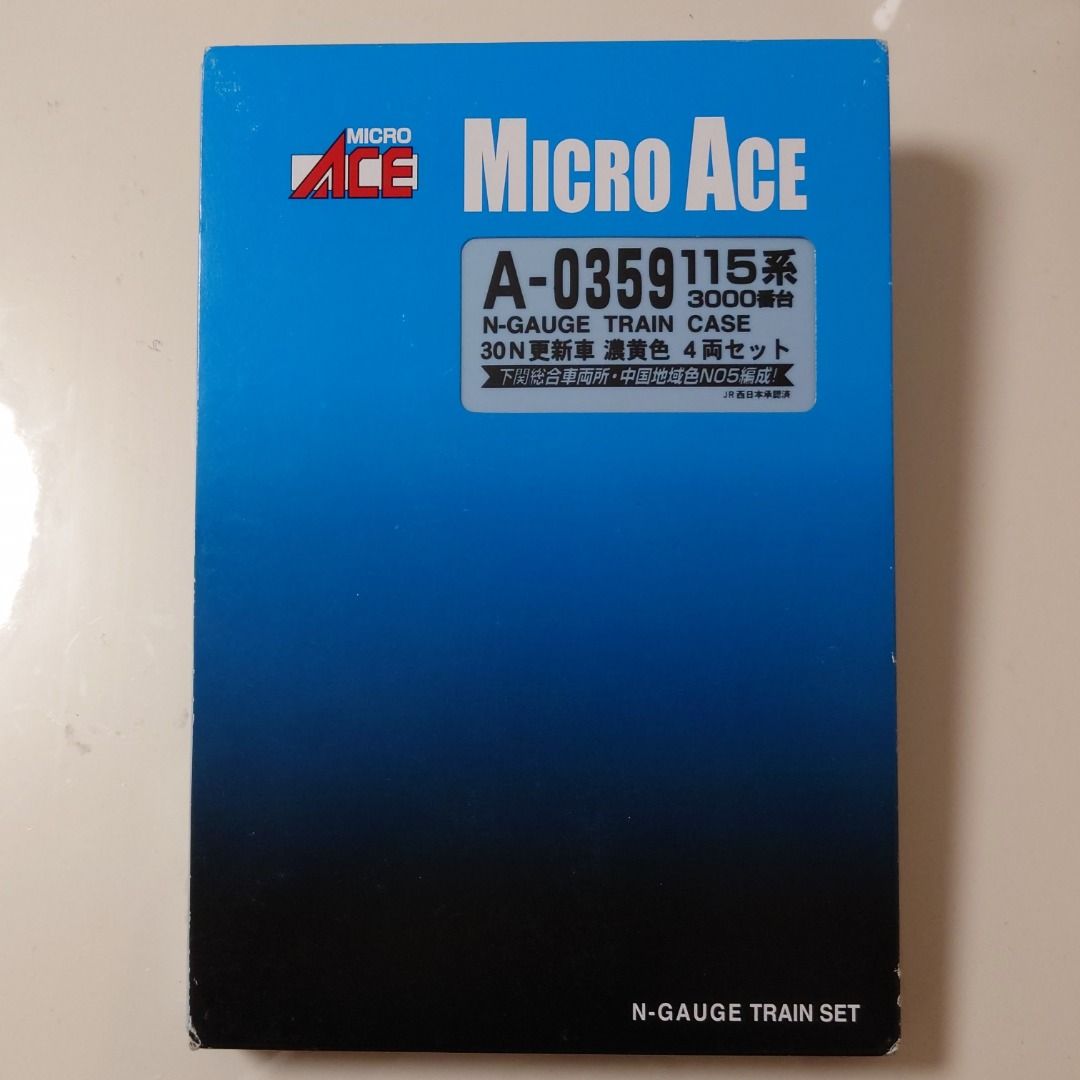 MICRO
ACE
MICRO ACE
A-0359 115系
3000番台
N-GAUGE TRAIN CASE
30N更新車 濃黄色 4両セット
下関総合車両所・中国地域色NO5編成!
JR西日本承認済
N-GAUGE TRAIN SET